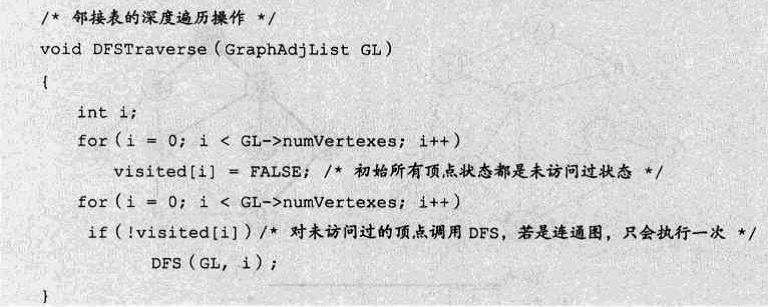 /* 邻接表的深度遍历操作 */
void DFSTraverse(GraphAdjList GL)
{
int i;
for(i = 0; i < GL->numVertexes; i++)
visited[i] = FALSE; /* 初始所有顶点状态都是未访问过状态 */
for(i = 0; i < GL->numVertexes; i++)
if(!visited[i])/* 对未访问过的顶点调用DFS，若是连通图，只会执行一次 */
DFS(GL, i);
}